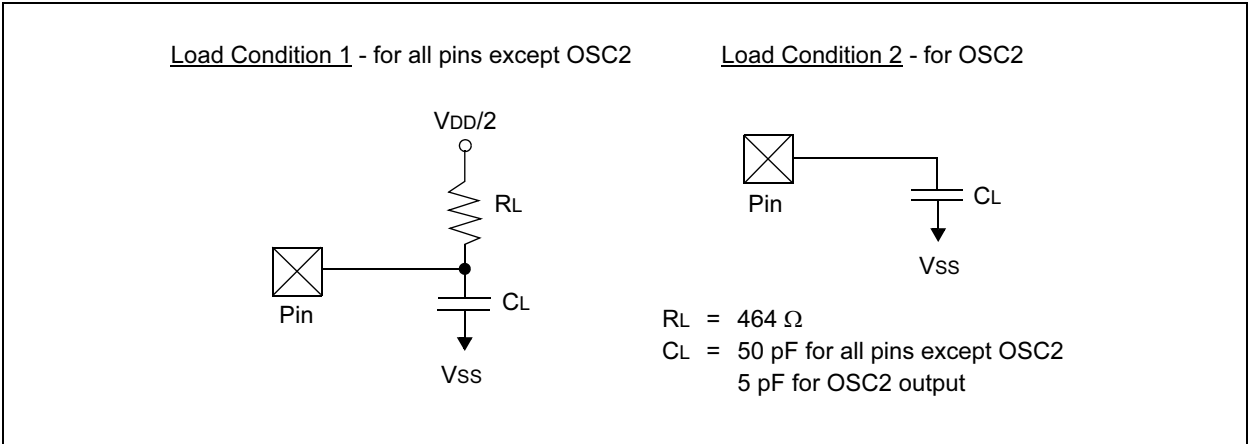 Load Condition 1 - for all pins except OSC2
VDD/2
RL
Pin
CL
VSS
Load Condition 2 - for OSC2
Pin
CL
VSS
RL = 464 Ω
CL = 50 pF for all pins except OSC2
5 pF for OSC2 output